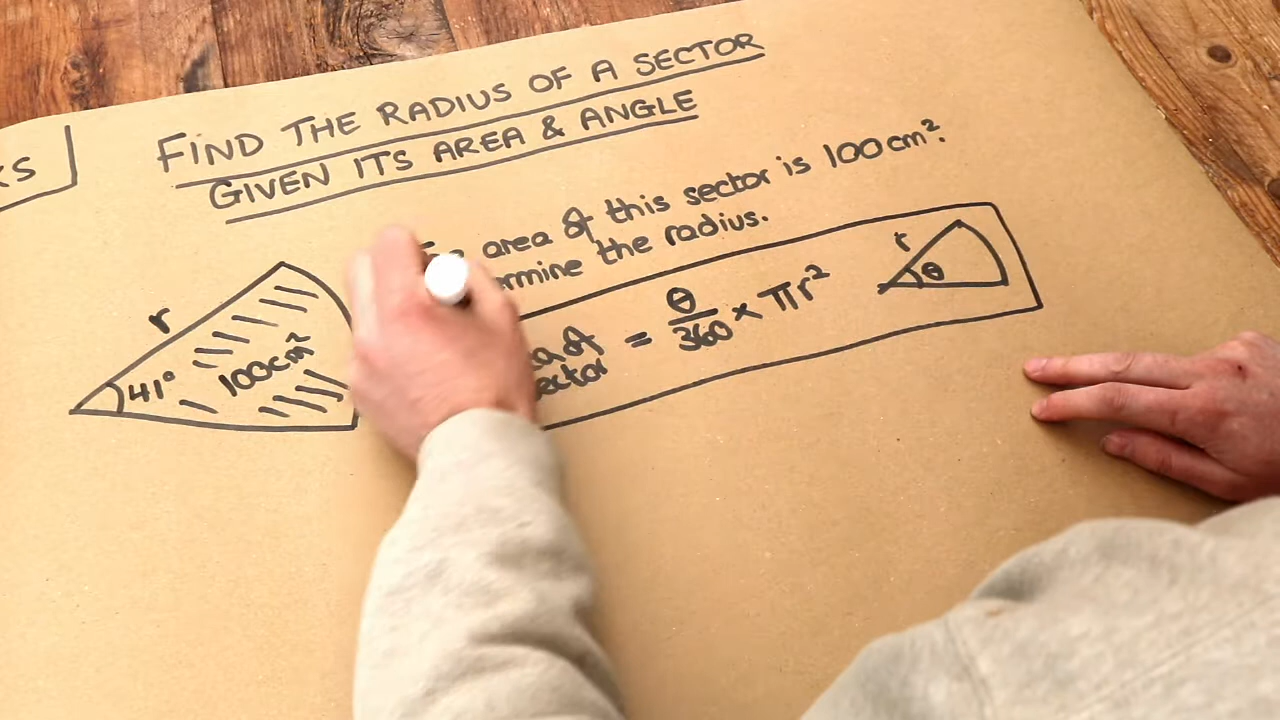 FIND THE RADIUS OF A SECTOR
GIVEN ITS AREA & ANGLE
area of this sector is 100cm².
the radius.
r
41°
100cm²
= θ/360 × πr²
r
θ